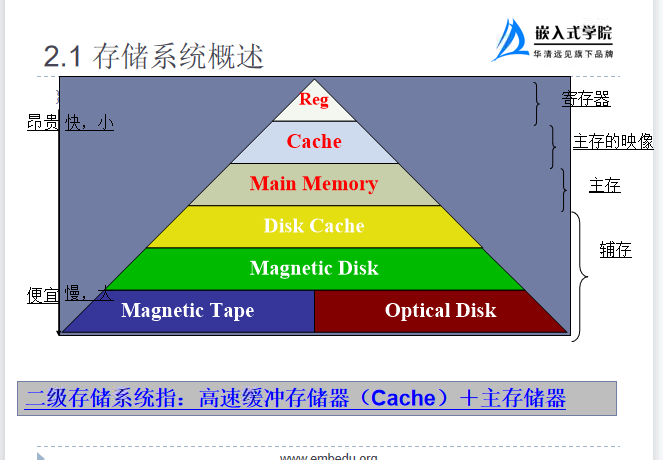 2.1 存储系统概述
嵌入式学院
华清远见旗下品牌
昂贵 快，小
Reg
寄存器
Cache
主存的映像
Main Memory
主存
Disk Cache
辅存
Magnetic Disk
便宜 慢，大
Magnetic Tape
Optical Disk
二级存储系统指：高速缓冲存储器（Cache）＋主存储器
www.embedu.org